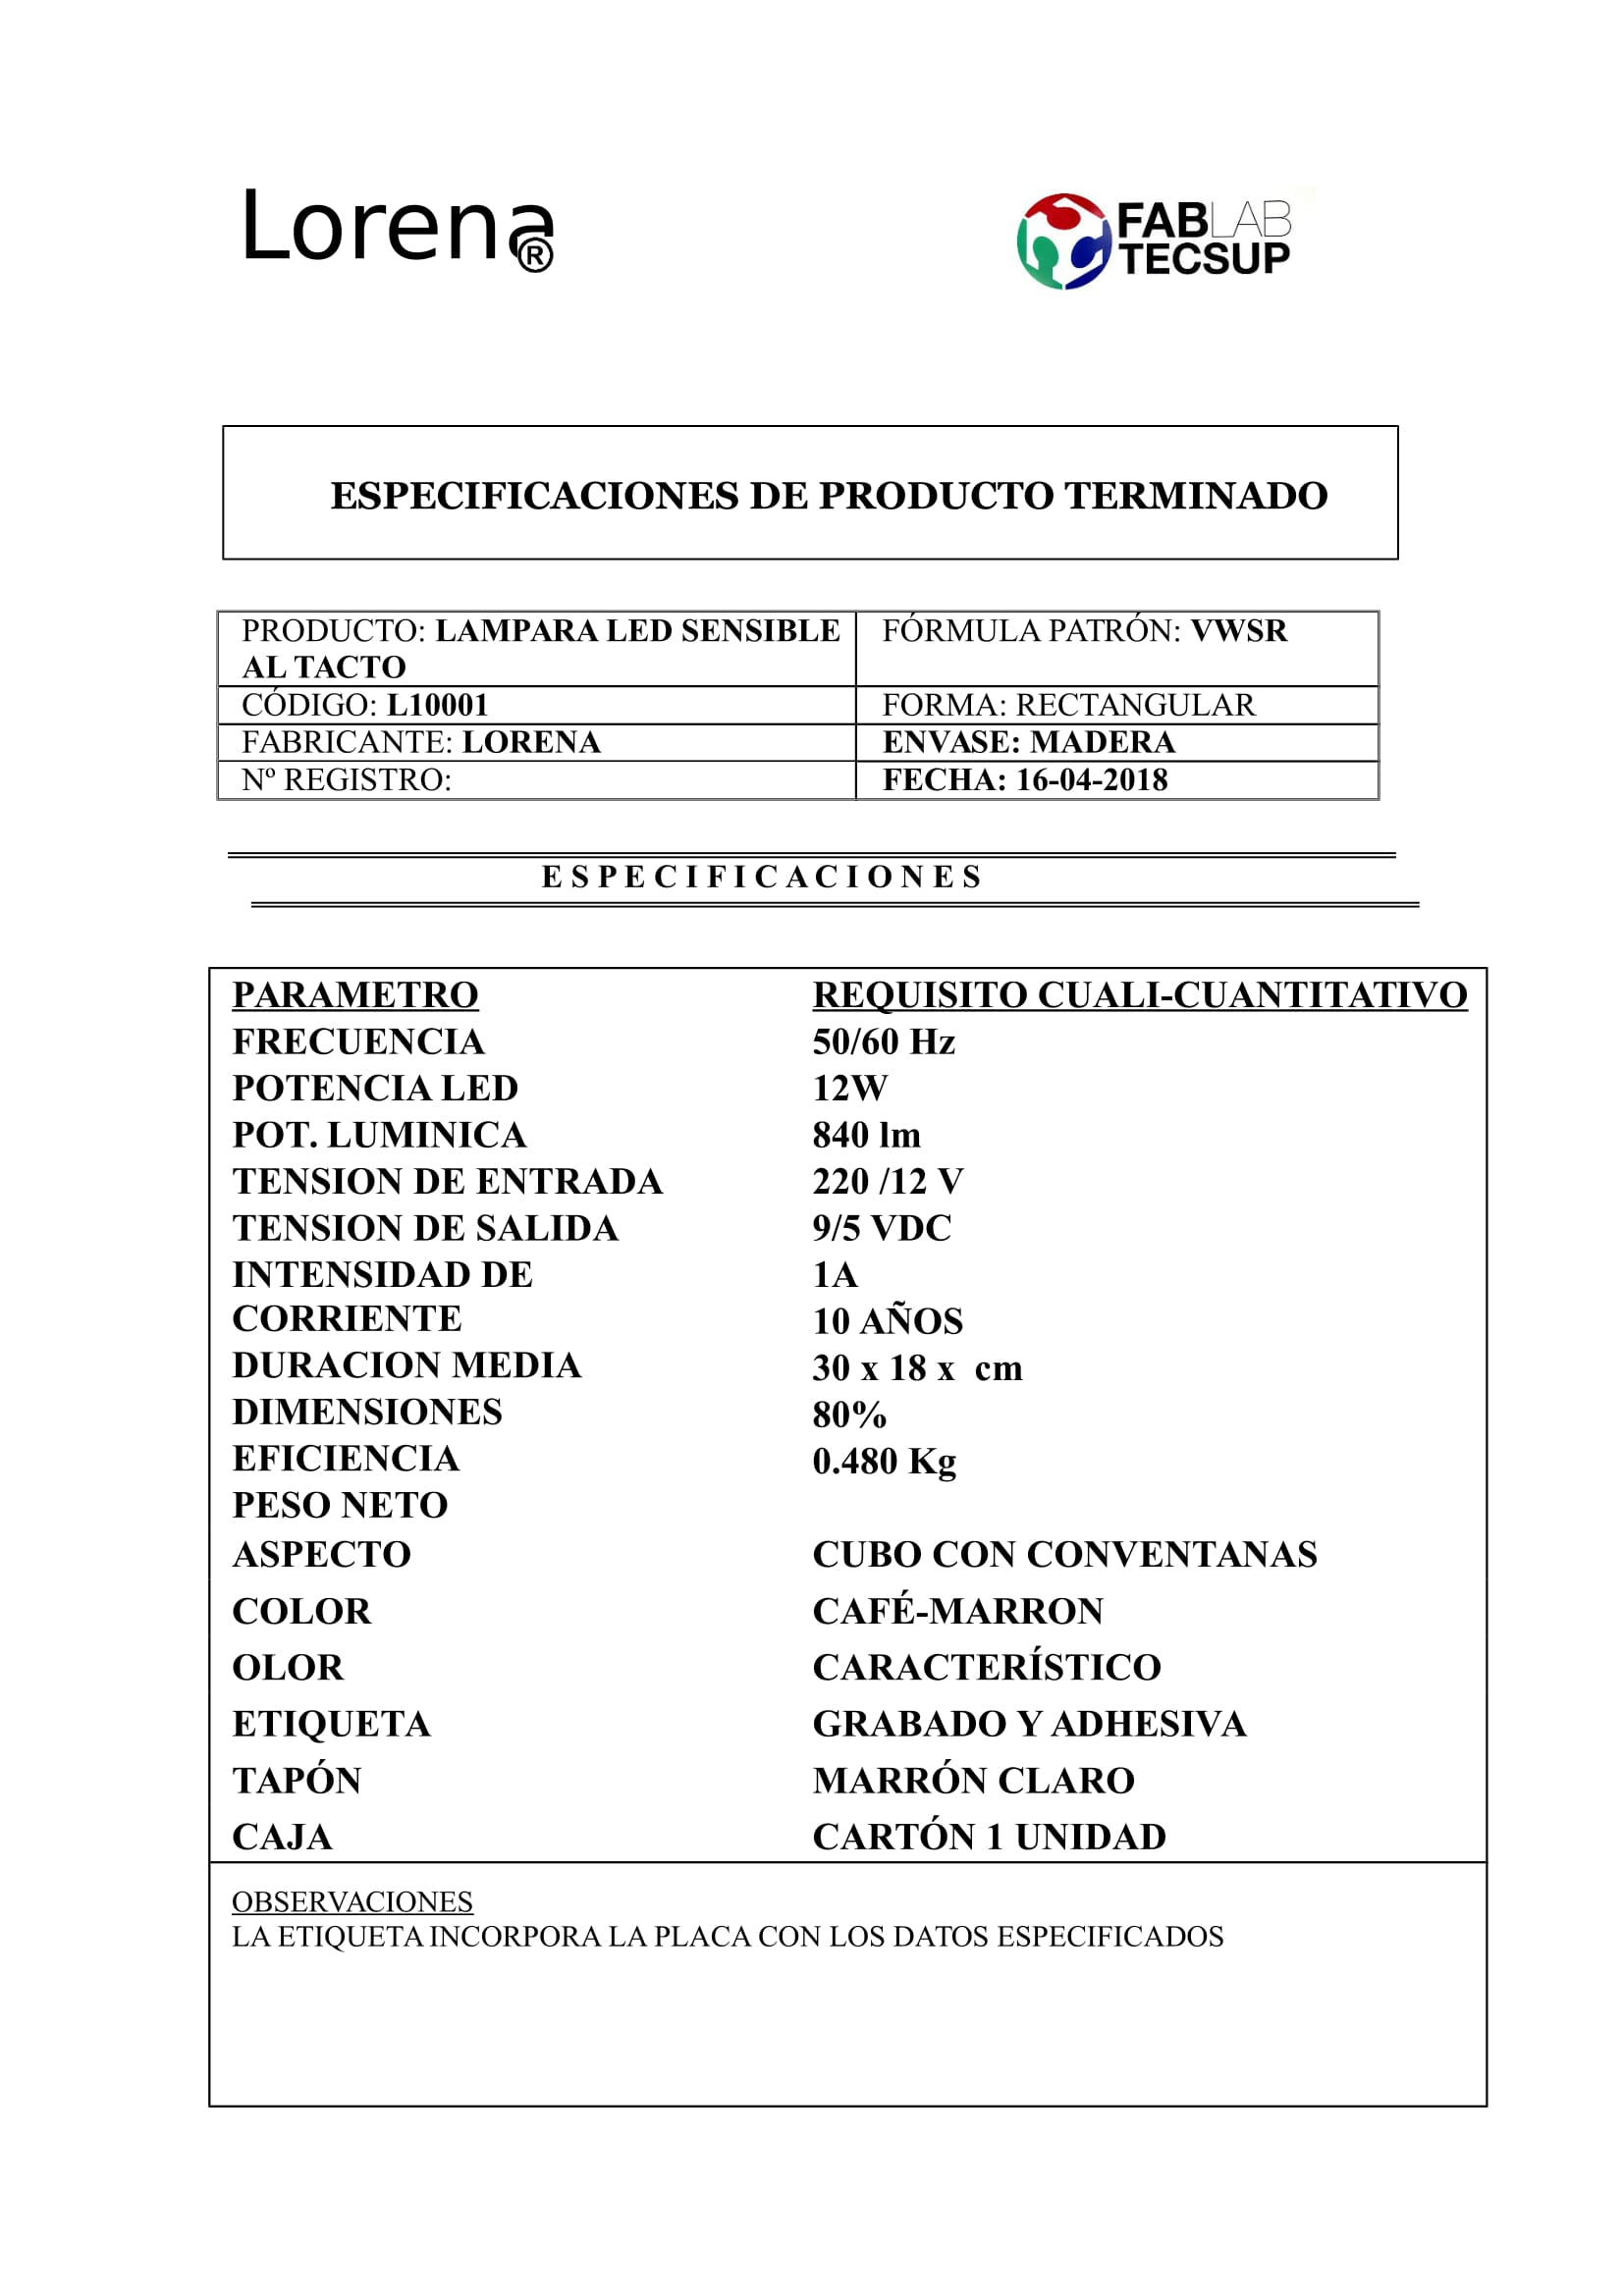 Lorena®
FABLAB
TECSUP
ESPECIFICACIONES DE PRODUCTO TERMINADO
PRODUCTO: LAMPARA LED SENSIBLE AL TACTO
FÓRMULA PATRÓN: VWSR
CÓDIGO: L10001
FORMA: RECTANGULAR
FABRICANTE: LORENA
ENVASE: MADERA
Nº REGISTRO:
FECHA: 16-04-2018
E S P E C I F I C A C I O N E S
PARAMETRO REQUISITO CUALI-CUANTITATIVO
FRECUENCIA 50/60 Hz
POTENCIA LED 12W
POT. LUMINICA 840 lm
TENSION DE ENTRADA 220 /12 V
TENSION DE SALIDA 9/5 VDC
INTENSIDAD DE 1A
CORRIENTE 10 AÑOS
DURACION MEDIA 30 x 18 x  cm
DIMENSIONES 80%
EFICIENCIA 0.480 Kg
PESO NETO
ASPECTO CUBO CON CONVENTANAS
COLOR CAFÉ-MARRON
OLOR CARACTERÍSTICO
ETIQUETA GRABADO Y ADHESIVA
TAPÓN MARRÓN CLARO
CAJA CARTÓN 1 UNIDAD
OBSERVACIONES
LA ETIQUETA INCORPORA LA PLACA CON LOS DATOS ESPECIFICADOS